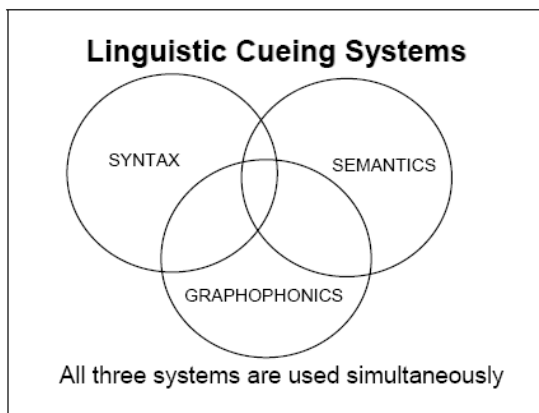 Linguistic Cueing Systems
SYNTAX
SEMANTICS
GRAPHOPHONICS
All three systems are used simultaneously